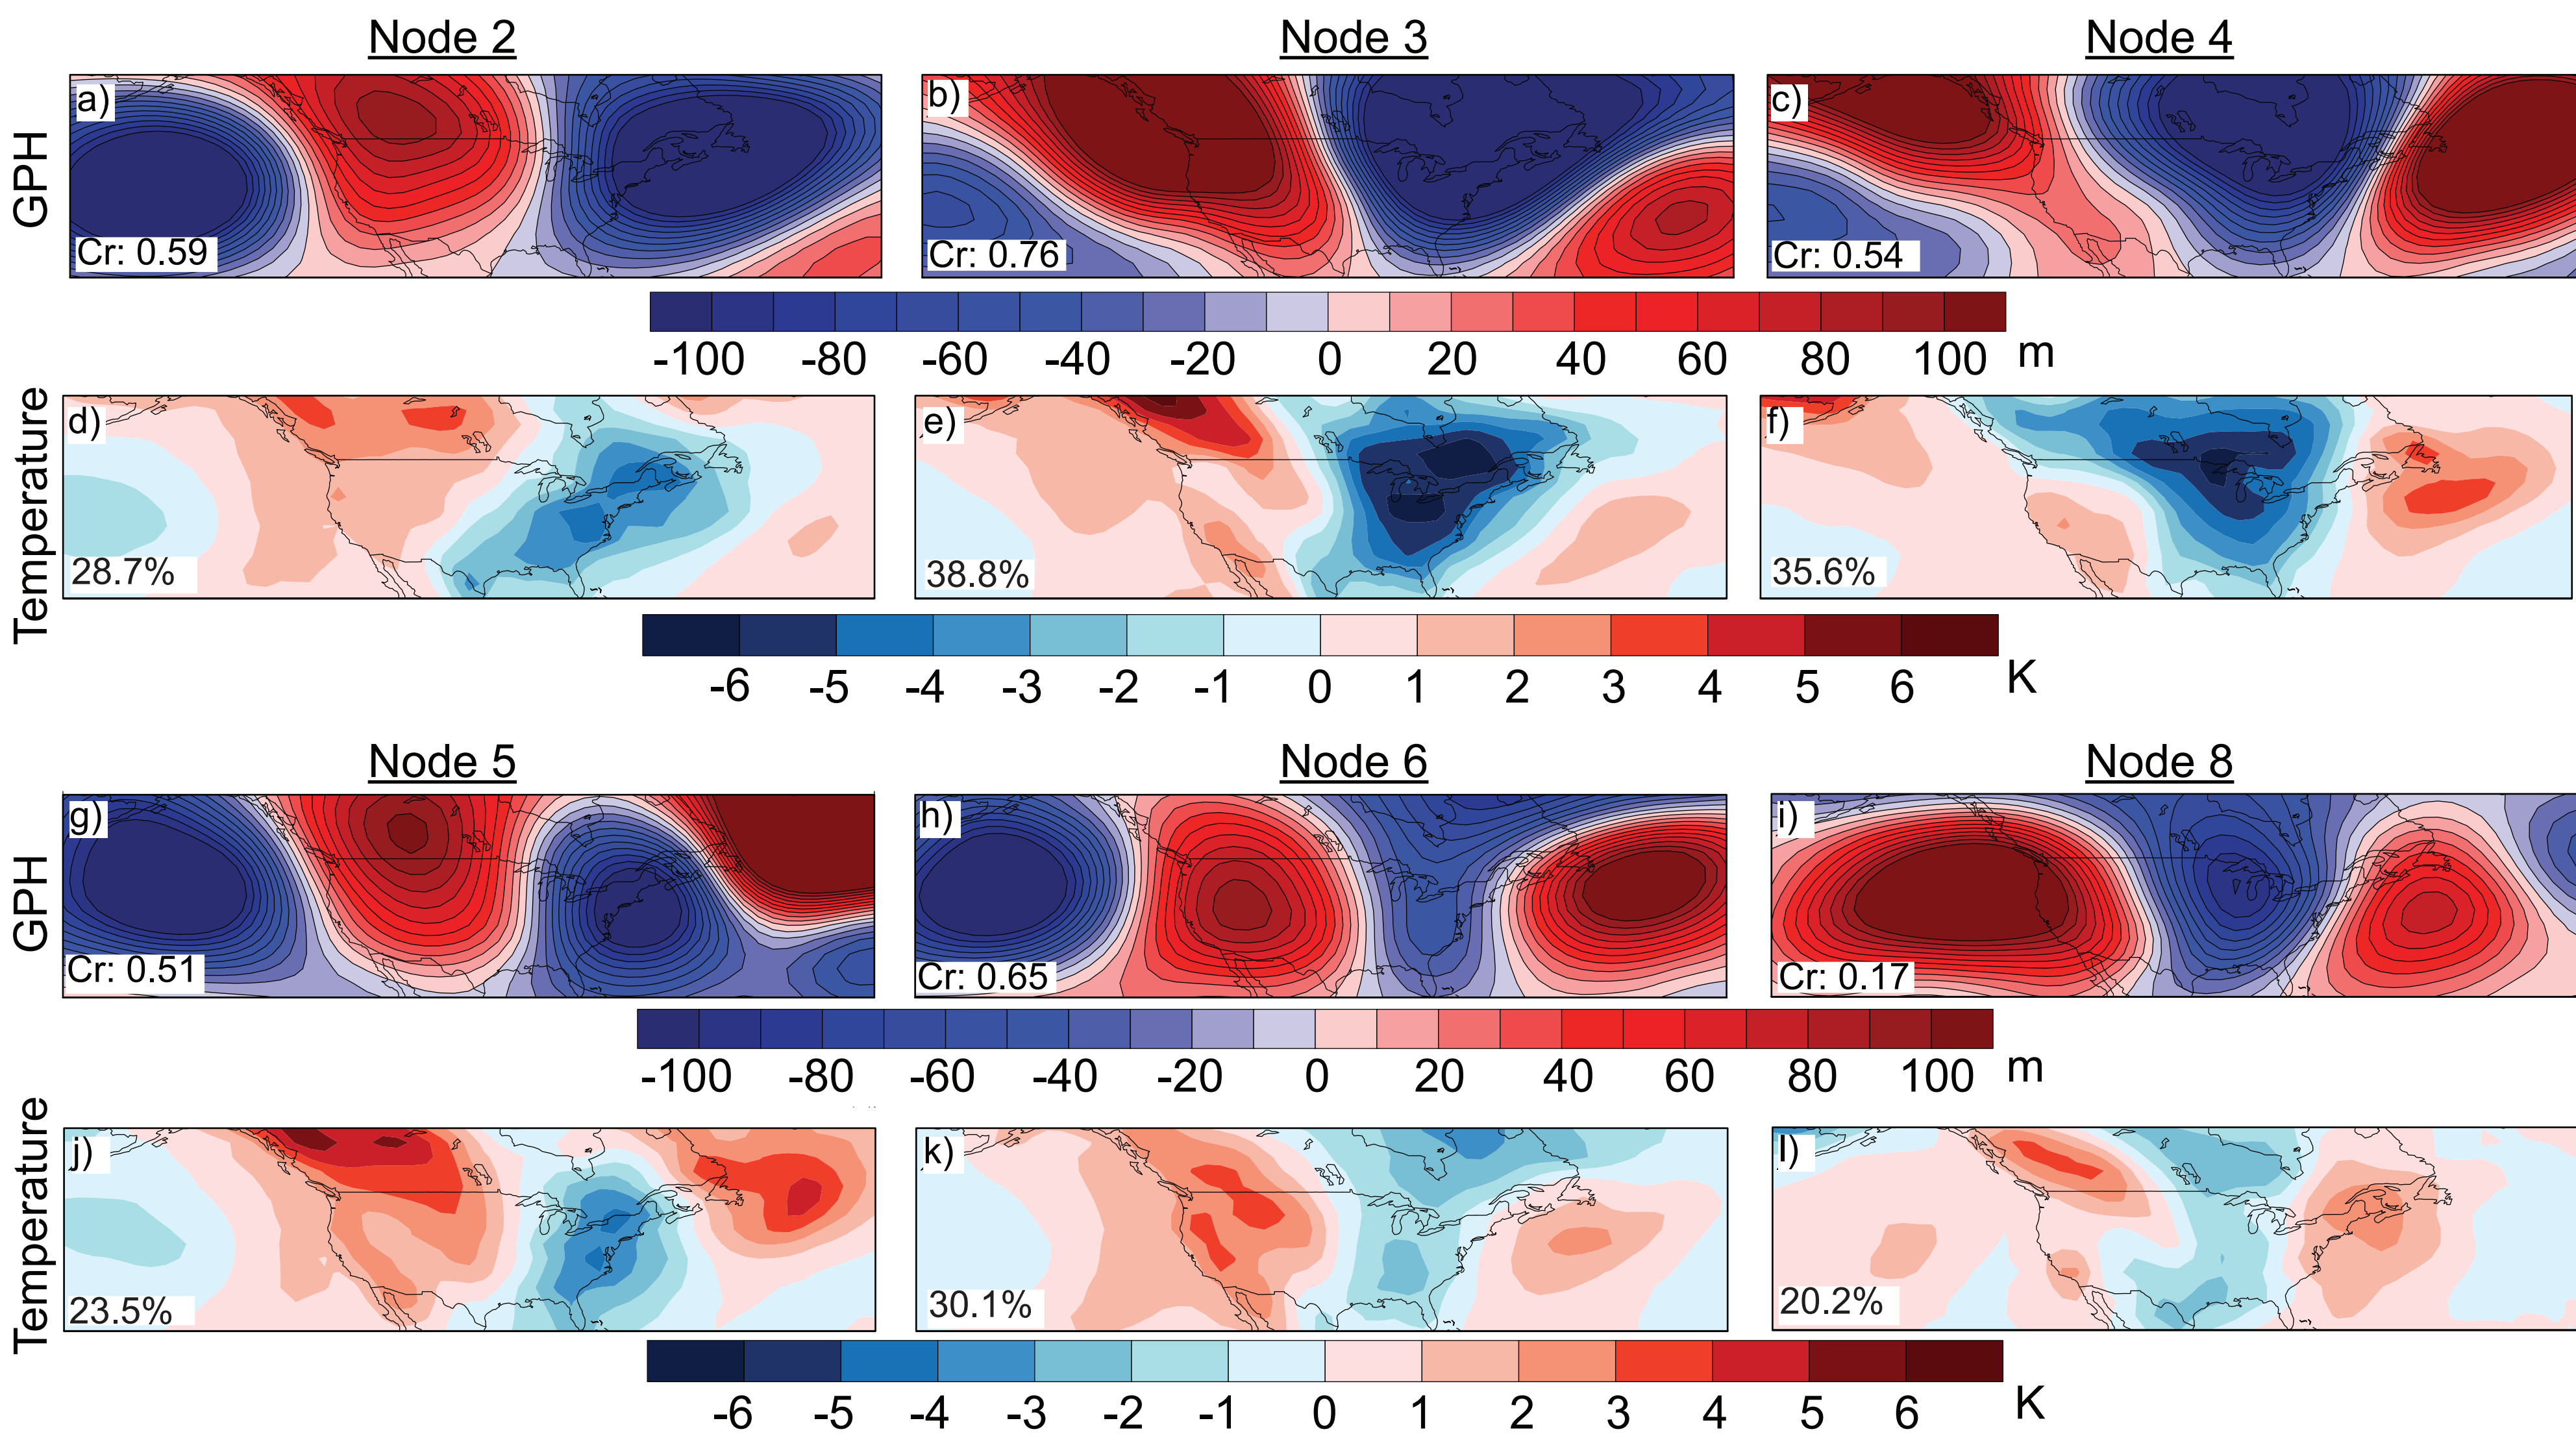 Node 2 Node 3 Node 4
GPH
a) b) c)
Cr: 0.59 Cr: 0.76 Cr: 0.54
-100 -80 -60 -40 -20 0 20 40 60 80 100 m
Temperature
d) e) f)
28.7% 38.8% 35.6%
-6 -5 -4 -3 -2 -1 0 1 2 3 4 5 6 K
Node 5 Node 6 Node 8
GPH
g) h) i)
Cr: 0.51 Cr: 0.65 Cr: 0.17
-100 -80 -60 -40 -20 0 20 40 60 80 100 m
Temperature
j) k) l)
23.5% 30.1% 20.2%
-6 -5 -4 -3 -2 -1 0 1 2 3 4 5 6 K